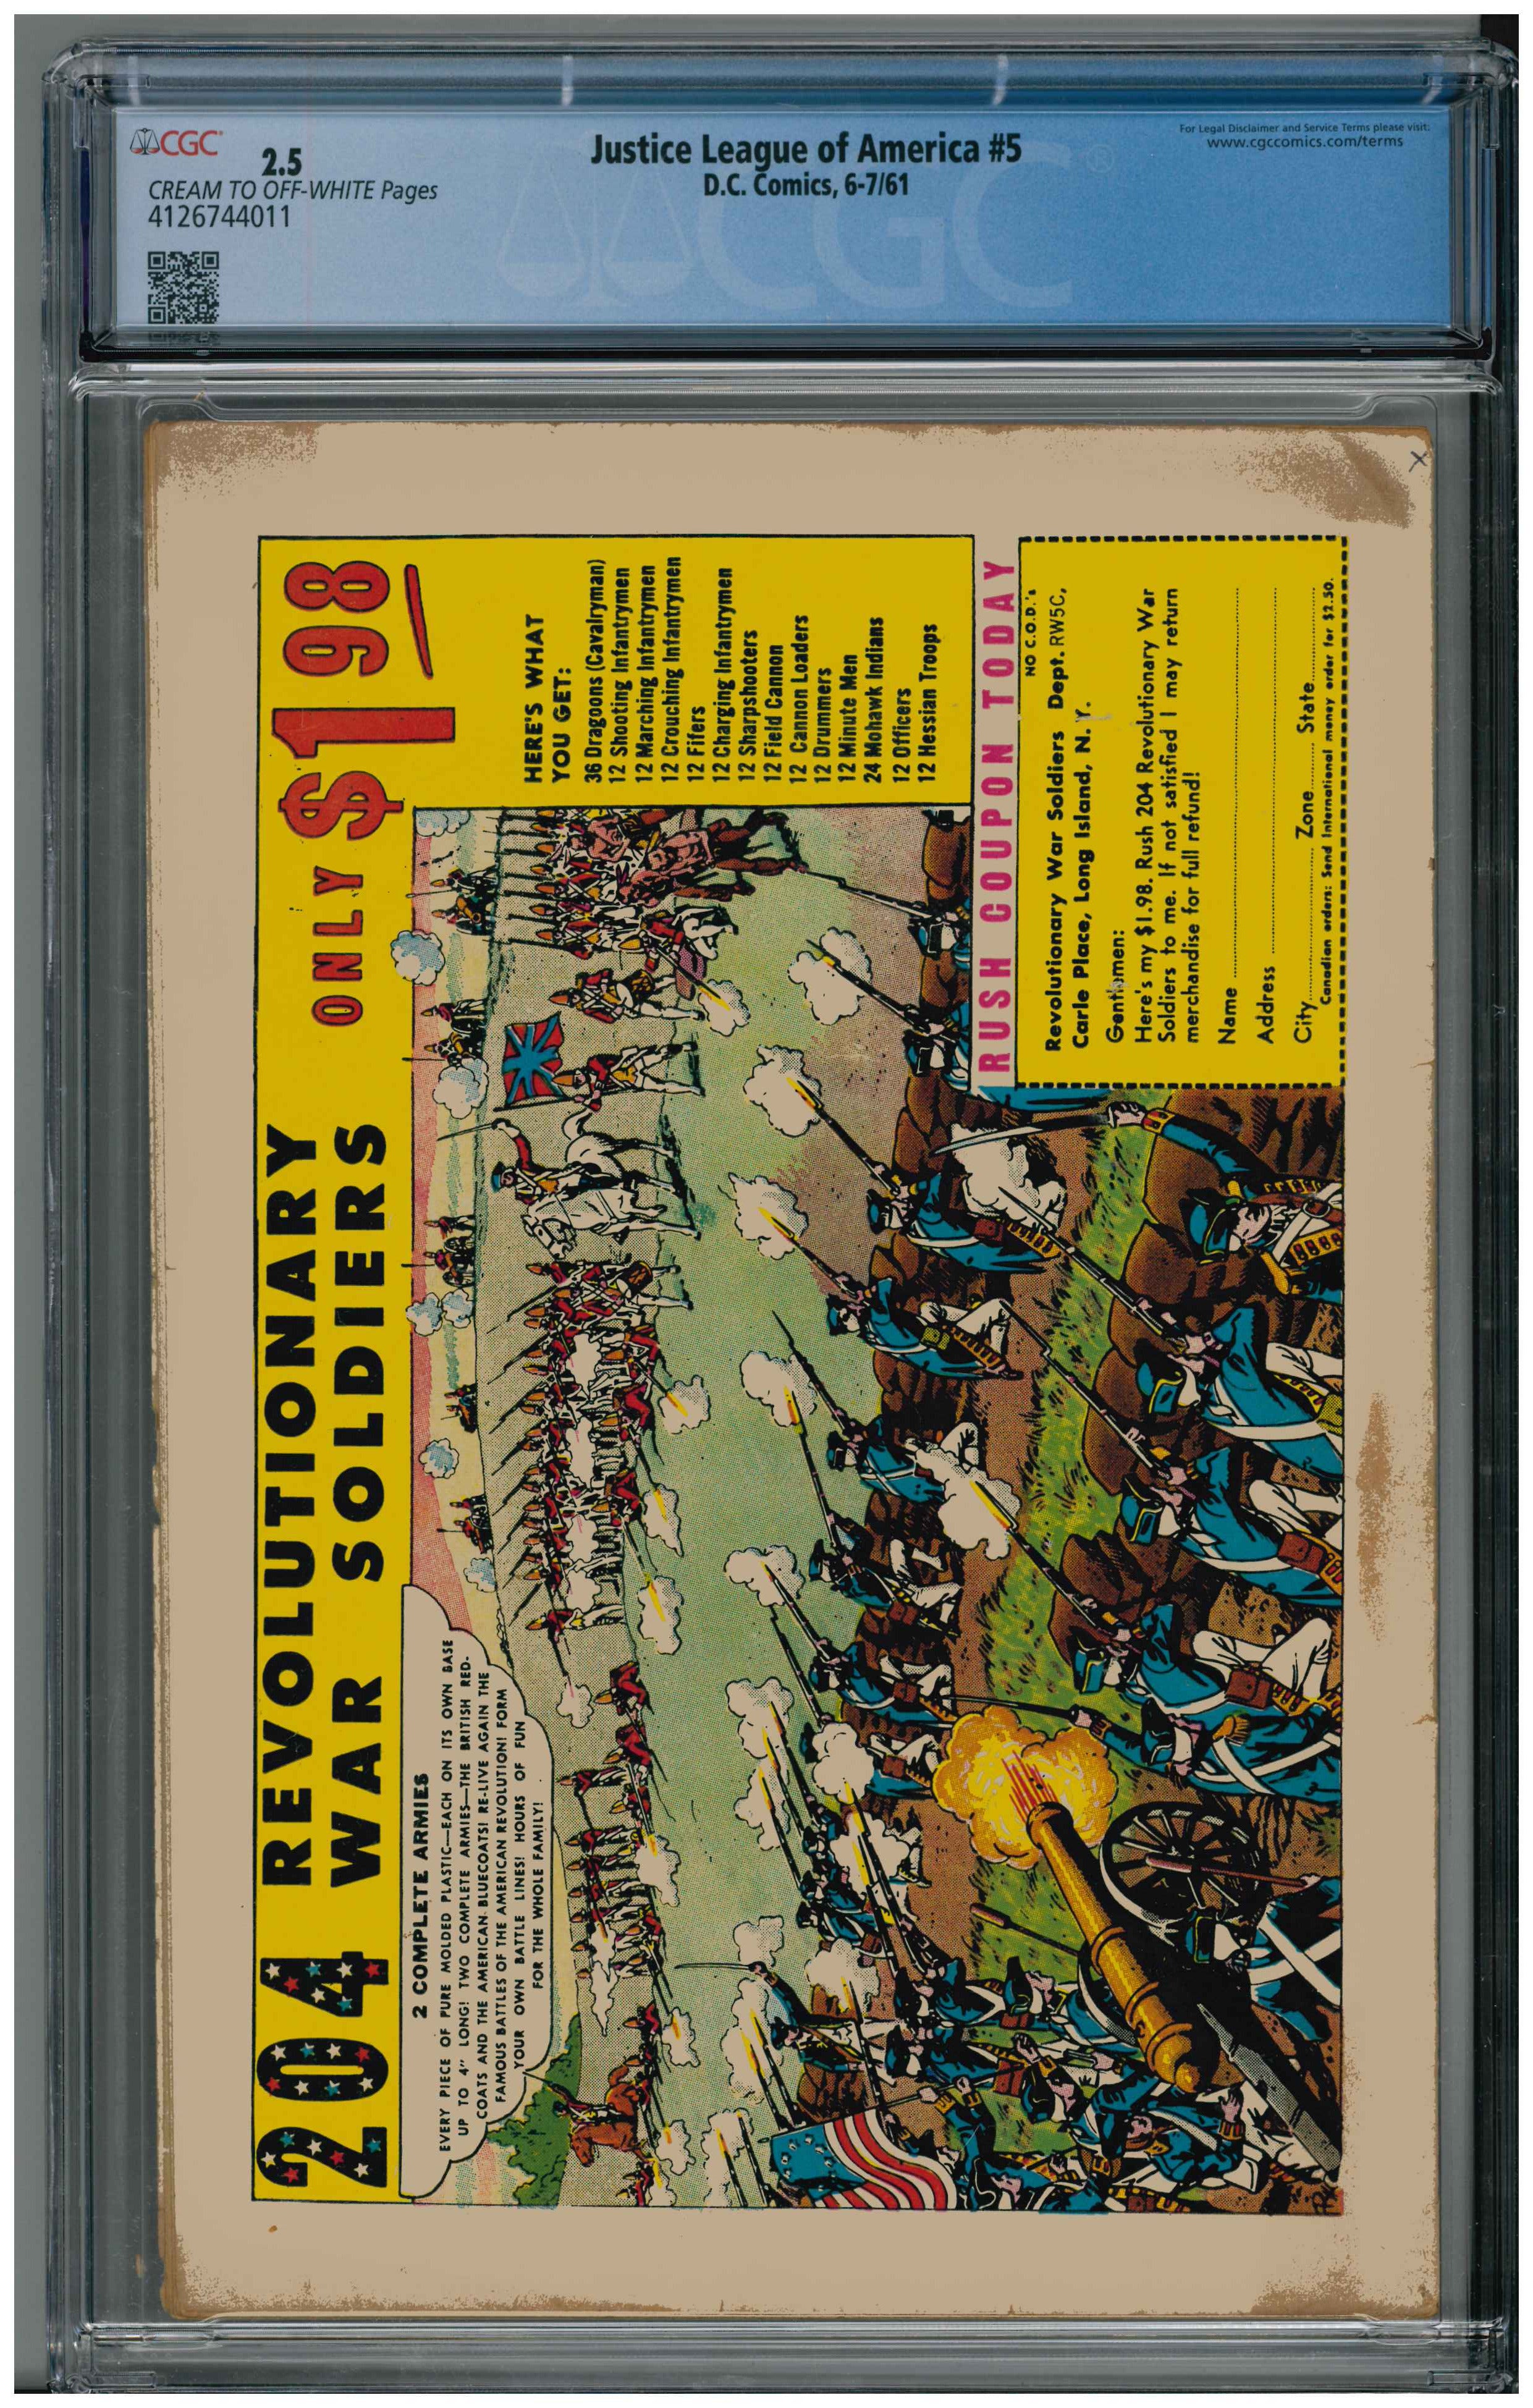 CGC
2.5
CREAM TO OFF-WHITE Pages
4126744011
Justice League of America #5
D.C. Comics, 6-7/61
For Legal Disclaimer and Service Terms please visit:
www.cgccomics.com/terms
CGC®
204 REVOLUTIONARY
WAR SOLDIERS
ONLY $1 98
2 COMPLETE ARMIES
EVERY PIECE OF PURE MOLDED PLASTIC—EACH ON ITS OWN BASE
UP TO 4" LONG! TWO COMPLETE ARMIES—THE BRITISH RED-
COATS AND THE AMERICAN BLUECOATS! RE-LIVE AGAIN THE
FAMOUS BATTLES OF THE AMERICAN REVOLUTION! FORM
YOUR OWN BATTLE LINES! HOURS OF FUN
FOR THE WHOLE FAMILY!
HERE'S WHAT
YOU GET:
36 Dragoons (Cavalryman)
12 Shooting Infantrymen
12 Marching Infantrymen
12 Crouching Infantrymen
12 Fifers
12 Charging Infantrymen
12 Sharpshooters
12 Field Cannon
12 Cannon Loaders
12 Drummers
12 Minute Men
24 Mohawk Indians
12 Officers
12 Hessian Troops
RUSH COUPON TODAY
NO C.O.D.'s
Revolutionary War Soldiers Dept. RW5C,
Carle Place, Long Island, N. Y.
Gentlemen:
Here's my $1.98. Rush 204 Revolutionary War
Soldiers to me. If not satisfied I may return
merchandise for full refund!
Name
Address
City Zone State
Canadian orders: Send International money order for $2.50.
X